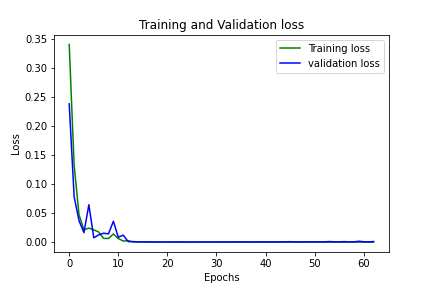 Training and Validation loss
Training loss
validation loss
Loss
0.35
0.30
0.25
0.20
0.15
0.10
0.05
0.00
0 10 20 30 40 50 60
Epochs